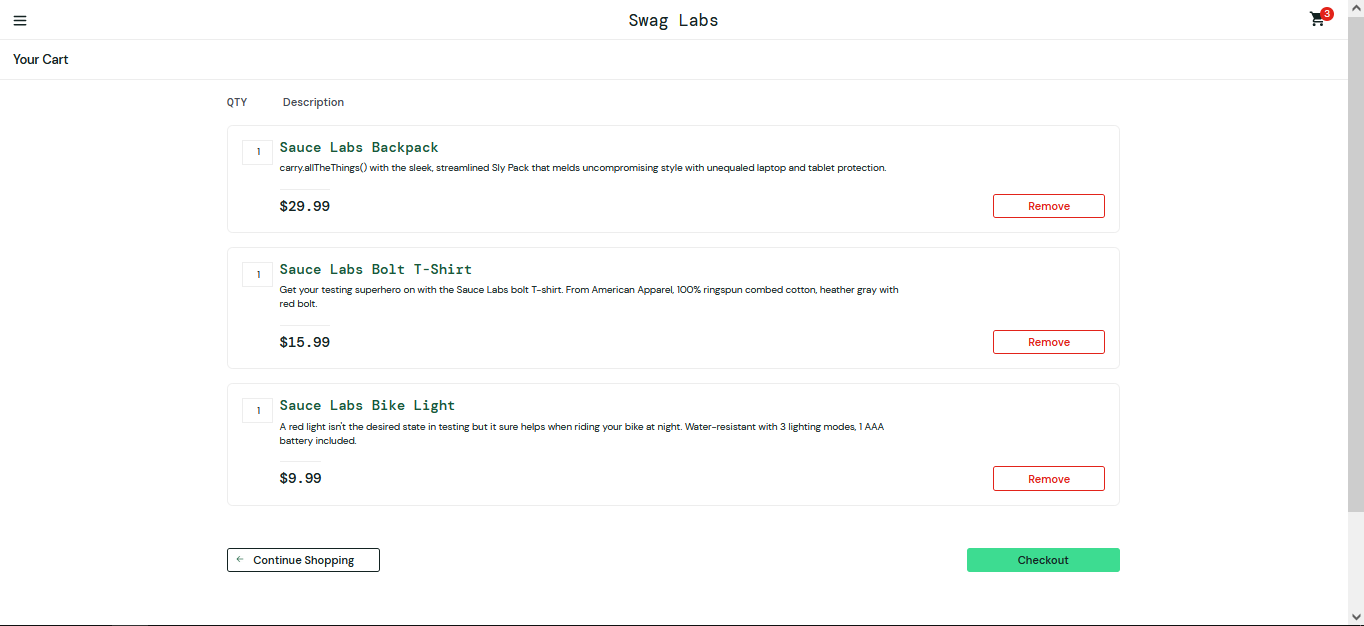 Swag Labs
3
Your Cart
QTY Description
1 Sauce Labs Backpack
carry.allTheThings() with the sleek, streamlined Sly Pack that melds uncompromising style with unequaled laptop and tablet protection.
$29.99 Remove
1 Sauce Labs Bolt T-Shirt
Get your testing superhero on with the Sauce Labs bolt T-shirt. From American Apparel, 100% ringspun combed cotton, heather gray with
red bolt.
$15.99 Remove
1 Sauce Labs Bike Light
A red light isn't the desired state in testing but it sure helps when riding your bike at night. Water-resistant with 3 lighting modes, 1 AAA
battery included.
$9.99 Remove
Continue Shopping Checkout